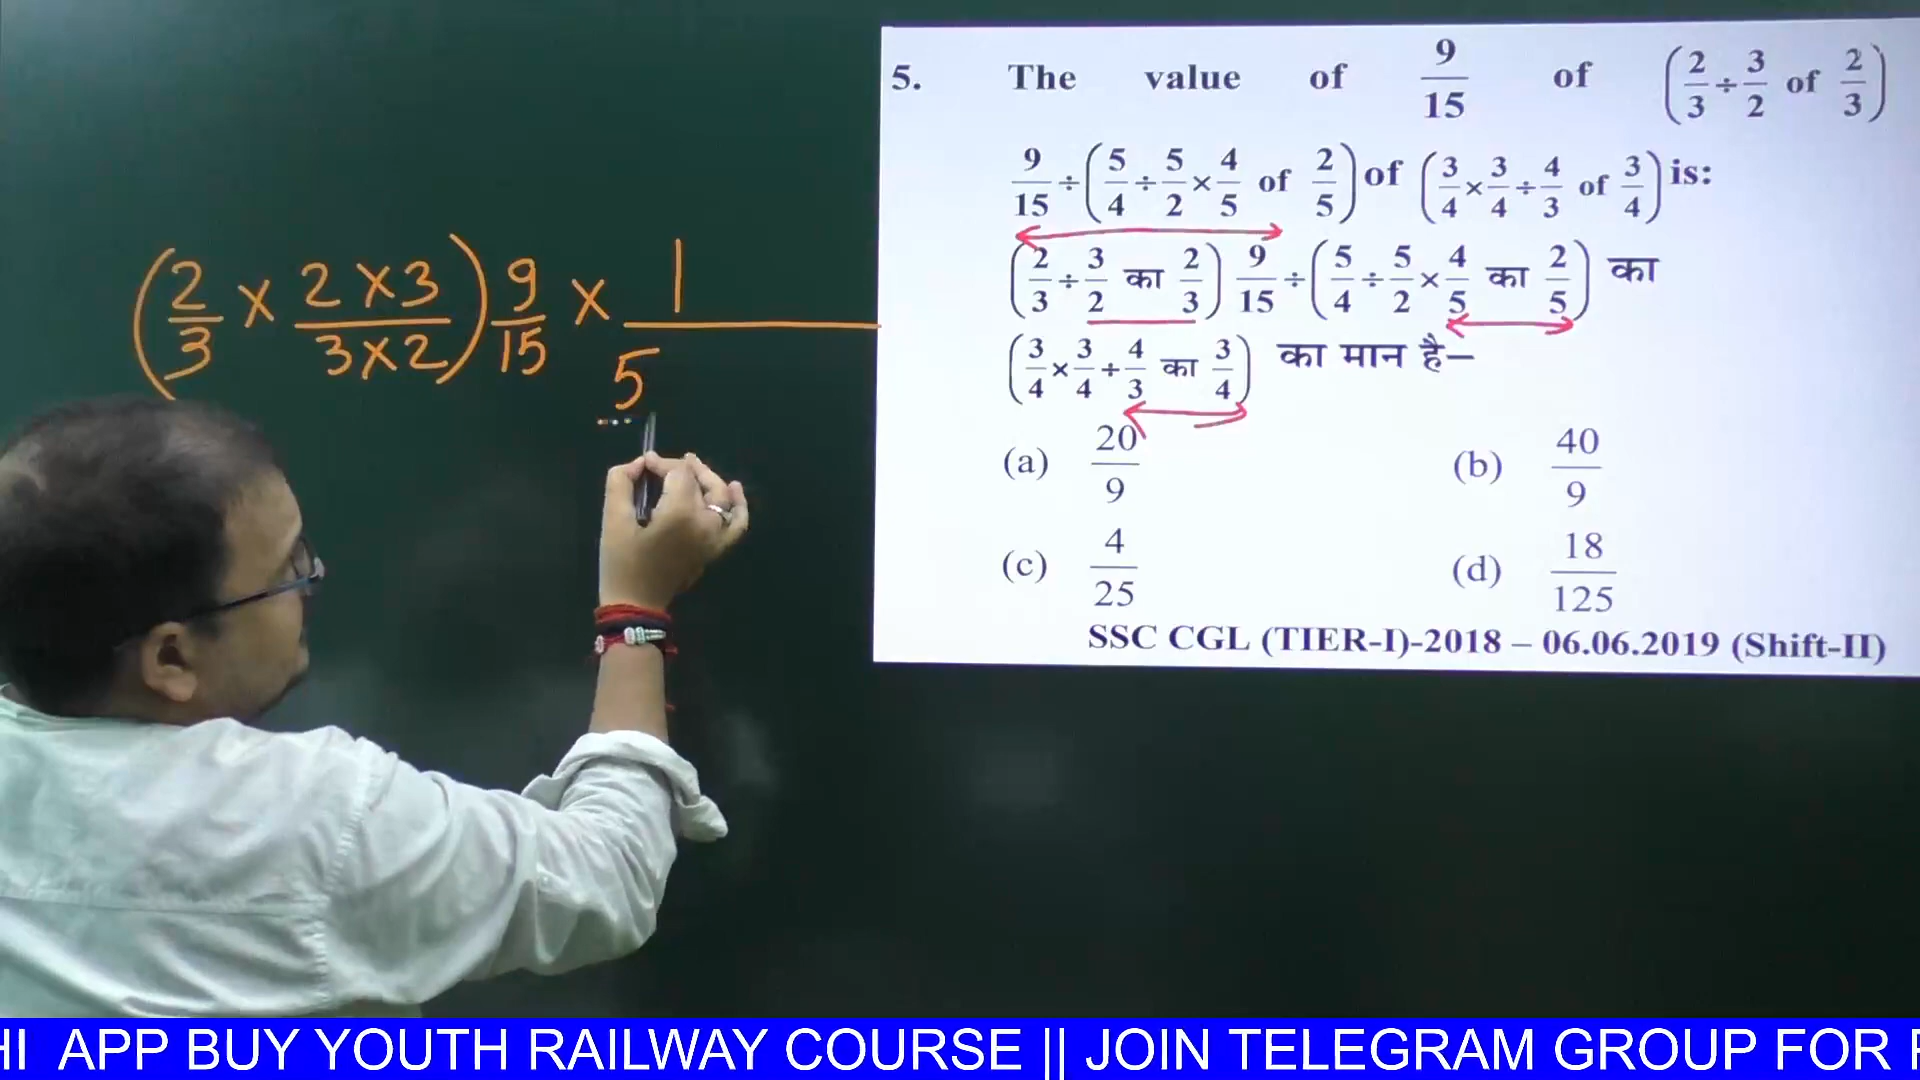 5. The value of 9/15 of (2/3 ÷ 3/2 of 2/3)
9/15 ÷ (5/4 ÷ 5/2 × 4/5 of 2/5) of (3/4 × 3/4 ÷ 4/3 of 3/4) is:
(2/3 ÷ 3/2 का 2/3) 9/15 ÷ (5/4 ÷ 5/2 × 4/5 का 2/5) का
(3/4 × 3/4 ÷ 4/3 का 3/4) का मान है–
(a) 20/9 (b) 40/9
(c) 4/25 (d) 18/125
SSC CGL (TIER-I)-2018 – 06.06.2019 (Shift-II)
(2/3 × 2×3/3×2) 9/15 × 1/5
HI APP BUY YOUTH RAILWAY COURSE || JOIN TELEGRAM GROUP FOR